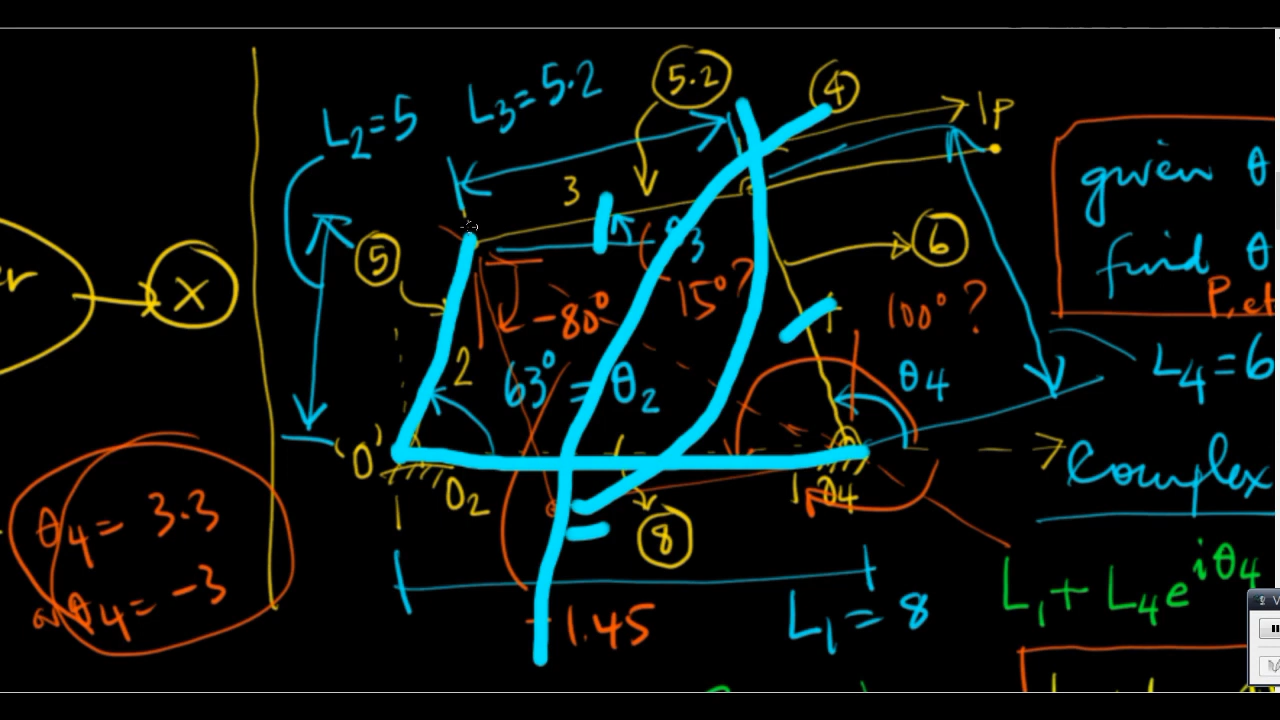 L₂=5
L₃=5.2
5.2
4
P
3
given θ
5
θ₃
6
find θ
-80°
15°?
100°?
P, et
x
2
63° = θ₂
θ₄
L₄=6
O'
O₂
O₄
Complex
θ₄= 3.3
8
θ₄= -3
L₁+ L₄e^iθ₄
1.45
L₁= 8